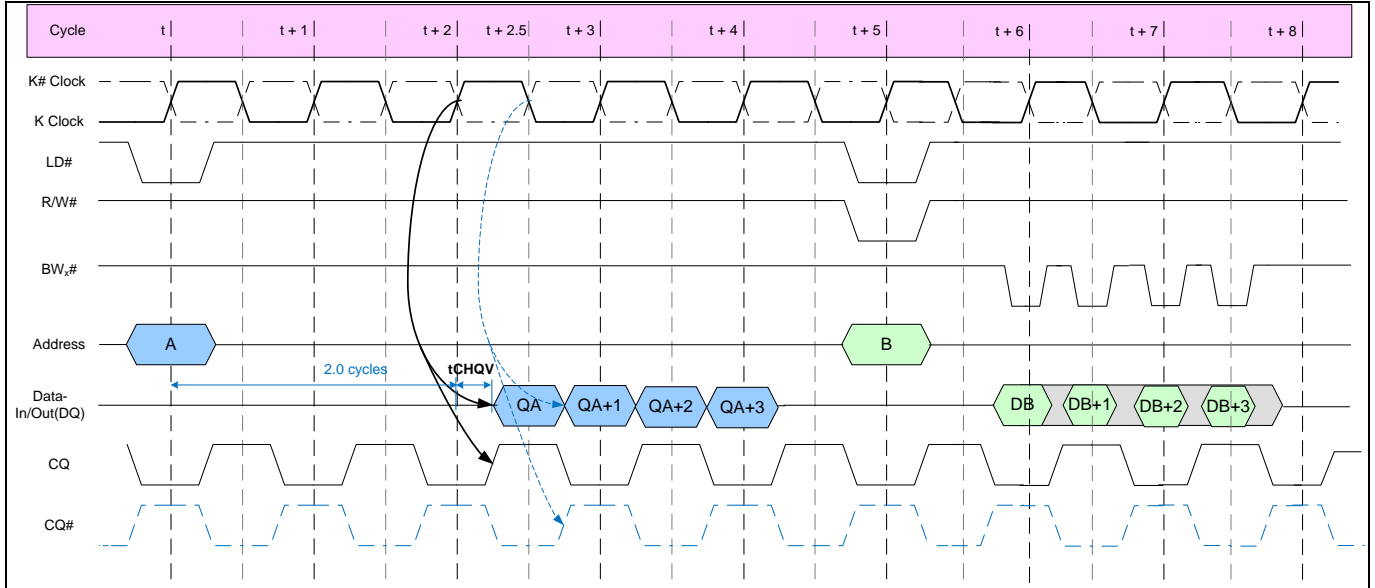 Cycle t t + 1 t + 2 t + 2.5 t + 3 t + 4 t + 5 t + 6 t + 7 t + 8
K# Clock
K Clock
LD#
R/W#
BWx#
Address A B
2.0 cycles tCHQV
Data-
In/Out(DQ) QA QA+1 QA+2 QA+3 DB DB+1 DB+2 DB+3
CQ
CQ#